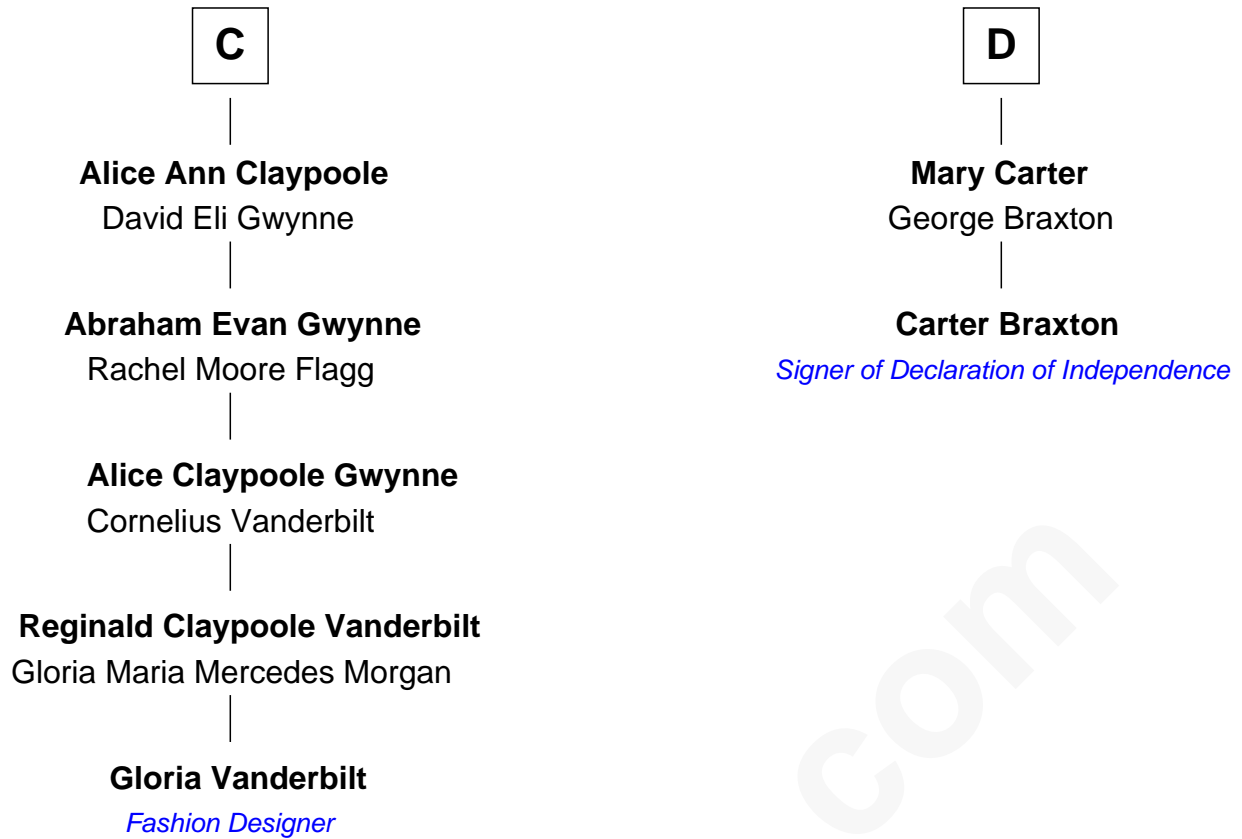 C
Alice Ann Claypoole
David Eli Gwynne
Abraham Evan Gwynne
Rachel Moore Flagg
Alice Claypoole Gwynne
Cornelius Vanderbilt
Reginald Claypoole Vanderbilt
Gloria Maria Mercedes Morgan
Gloria Vanderbilt
Fashion Designer
D
Mary Carter
George Braxton
Carter Braxton
Signer of Declaration of Independence
com